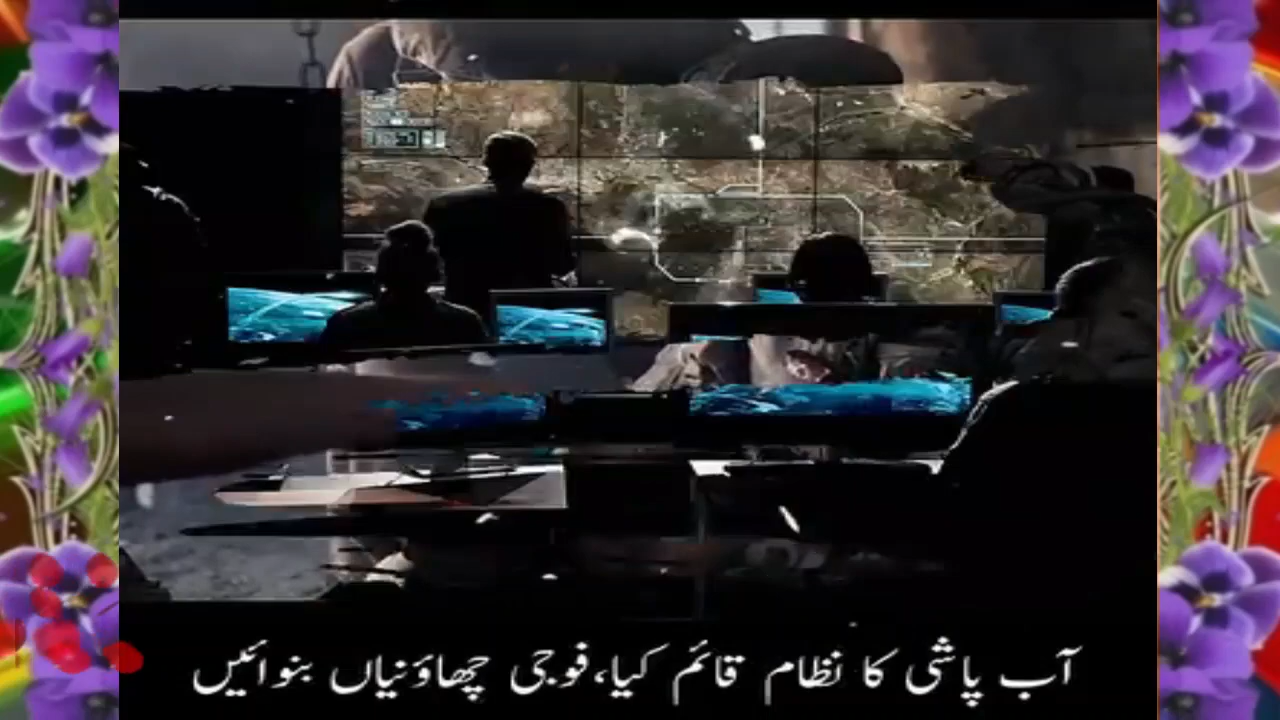 آب پاشی کا نظام قائم کیا،فوجی چھاؤنیاں بنوائیں